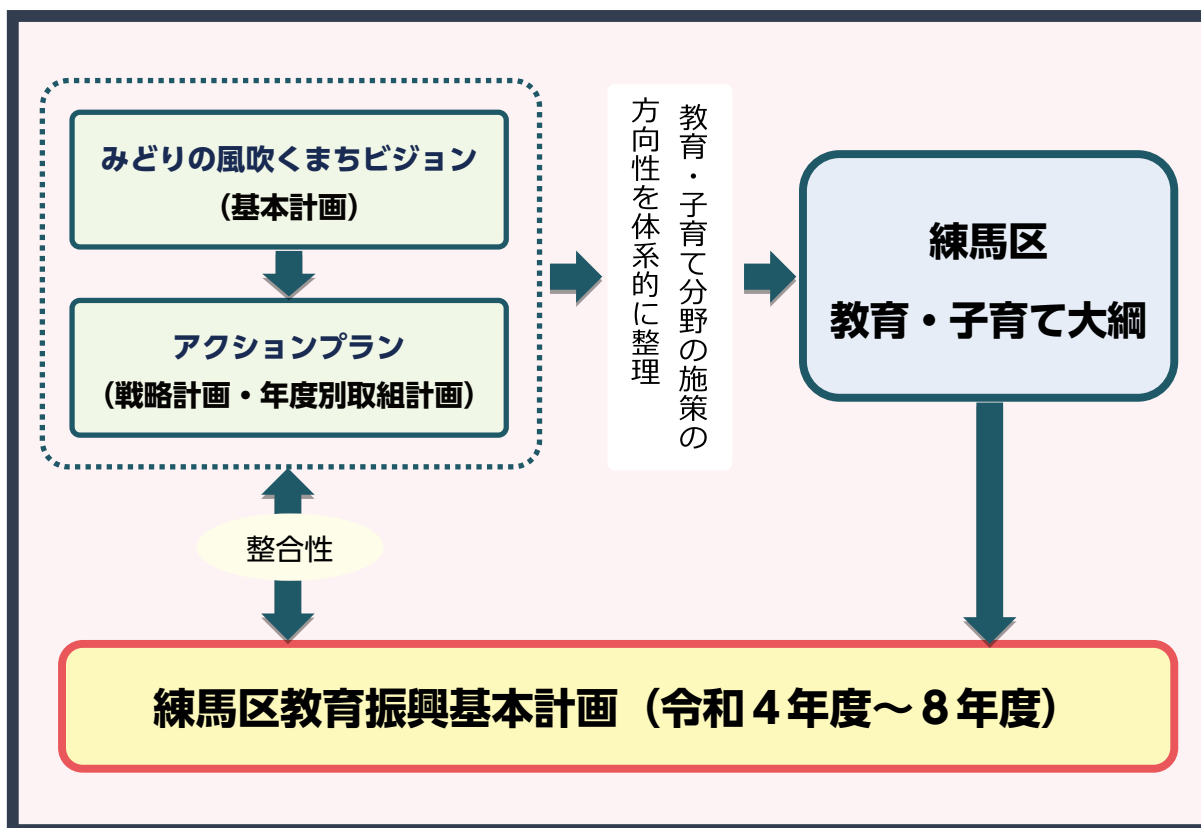 みどりの風吹くまちビジョン
(基本計画)
アクションプラン
(戦略計画・年度別取組計画)
教育・子育て分野の施策の
方向性を体系的に整理
練馬区
教育・子育て大綱
整合性
練馬区教育振興基本計画（令和４年度～８年度）